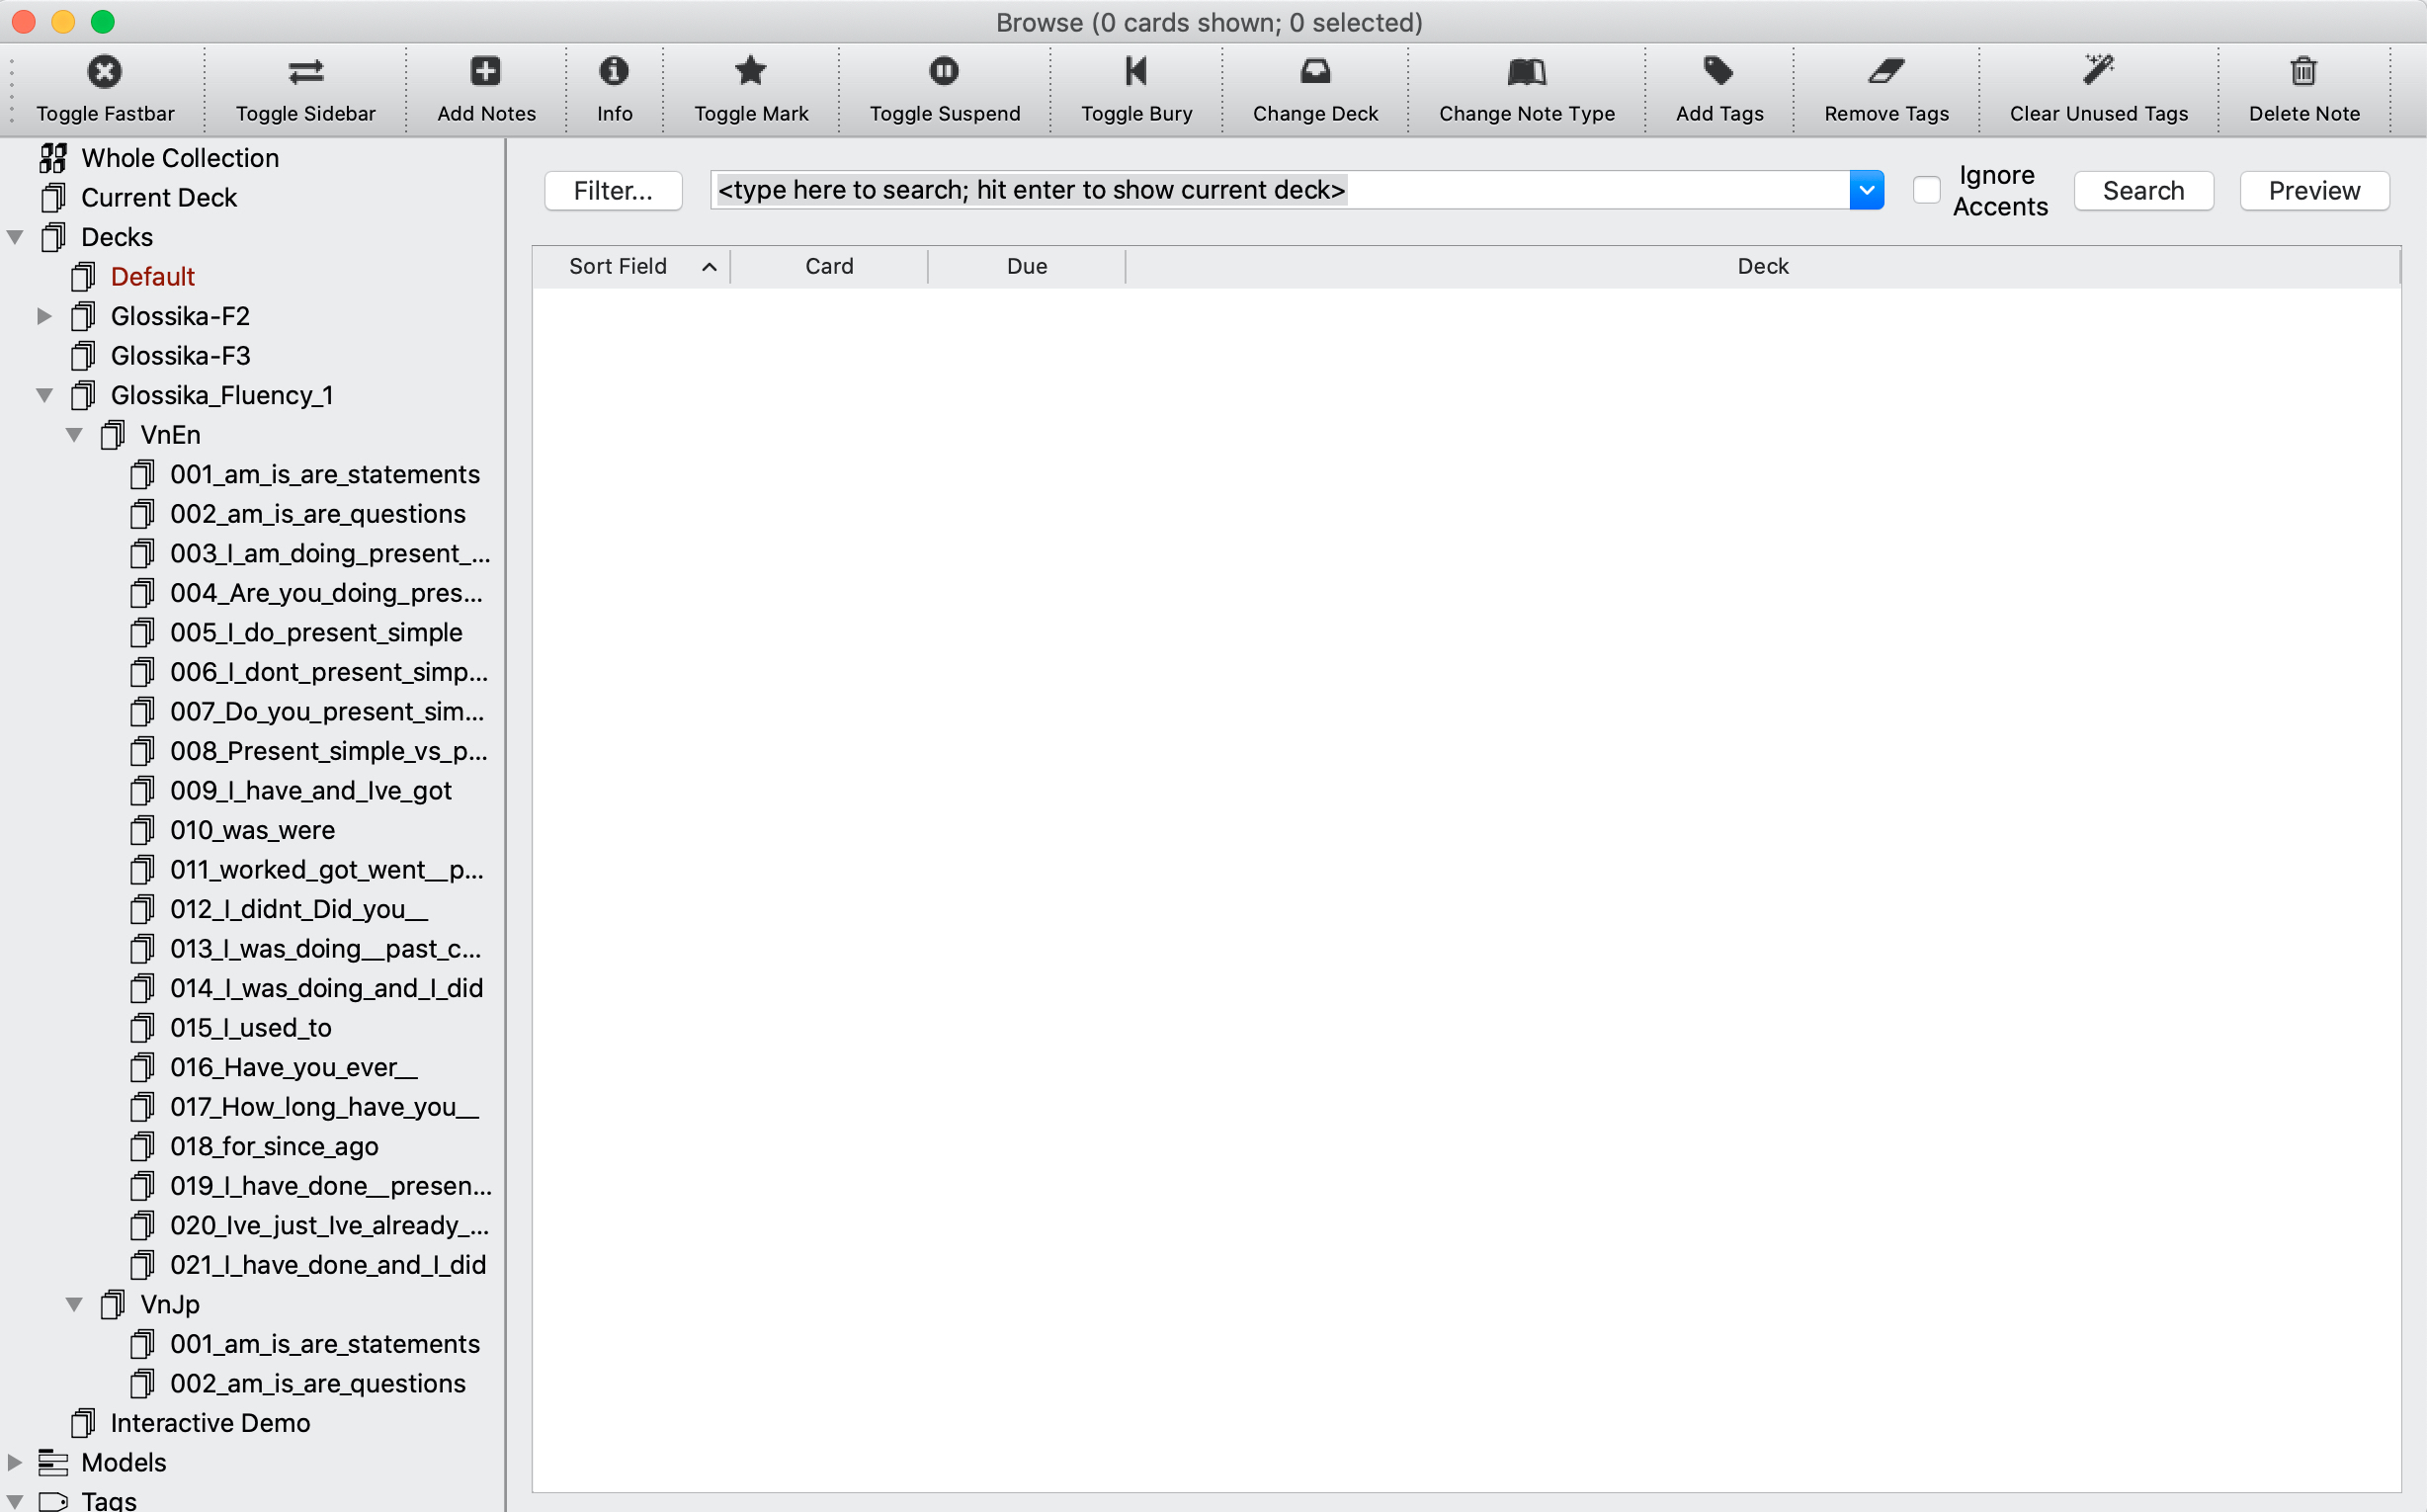 Browse (0 cards shown; 0 selected)
Toggle Fastbar
Toggle Sidebar
Add Notes
Info
Toggle Mark
Toggle Suspend
Toggle Bury
Change Deck
Change Note Type
Add Tags
Remove Tags
Clear Unused Tags
Delete Note
Whole Collection
Current Deck
Decks
Default
Glossika-F2
Glossika-F3
Glossika_Fluency_1
VnEn
001_am_is_are_statements
002_am_is_are_questions
003_I_am_doing_present_...
004_Are_you_doing_pres...
005_I_do_present_simple
006_I_dont_present_simp...
007_Do_you_present_sim...
008_Present_simple_vs_p...
009_I_have_and_Ive_got
010_was_were
011_worked_got_went__p...
012_I_didnt_Did_you__
013_I_was_doing__past_c...
014_I_was_doing_and_I_did
015_I_used_to
016_Have_you_ever__
017_How_long_have_you__
018_for_since_ago
019_I_have_done__presen...
020_Ive_just_Ive_already_...
021_I_have_done_and_I_did
VnJp
001_am_is_are_statements
002_am_is_are_questions
Interactive Demo
Models
Tags
Filter...
<type here to search; hit enter to show current deck>
Ignore
Accents
Search
Preview
Sort Field
Card
Due
Deck